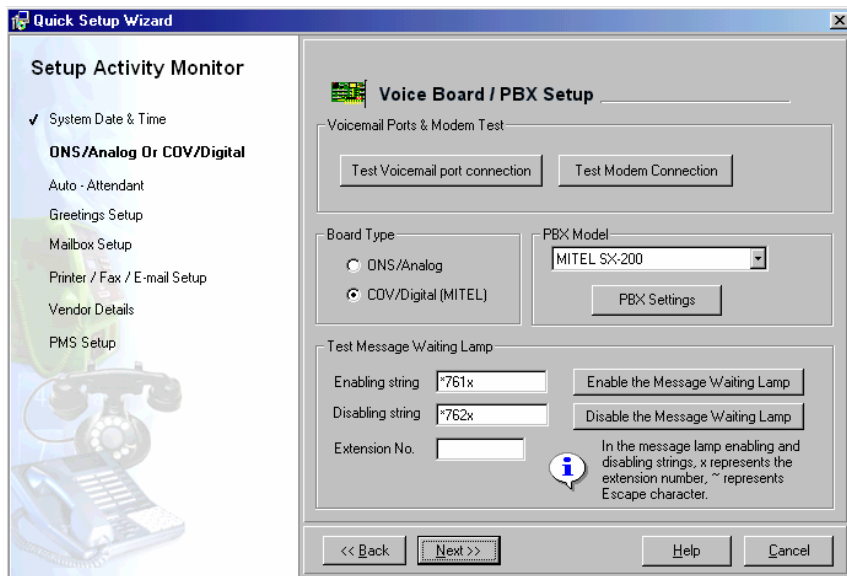 Quick Setup Wizard
Setup Activity Monitor
System Date & Time
ONS/Analog Or COV/Digital
Auto - Attendant
Greetings Setup
Mailbox Setup
Printer / Fax / E-mail Setup
Vendor Details
PMS Setup
Voice Board / PBX Setup
Voicemail Ports & Modem Test
Test Voicemail port connection
Test Modem Connection
Board Type
ONS/Analog
COV/Digital (MITEL)
PBX Model
MITEL SX-200
PBX Settings
Test Message Waiting Lamp
Enabling string
*761x
Enable the Message Waiting Lamp
Disabling string
*762x
Disable the Message Waiting Lamp
Extension No.
In the message lamp enabling and
disabling strings, x represents the
extension number, ~ represents
Escape character.
<< Back
Next >>
Help
Cancel